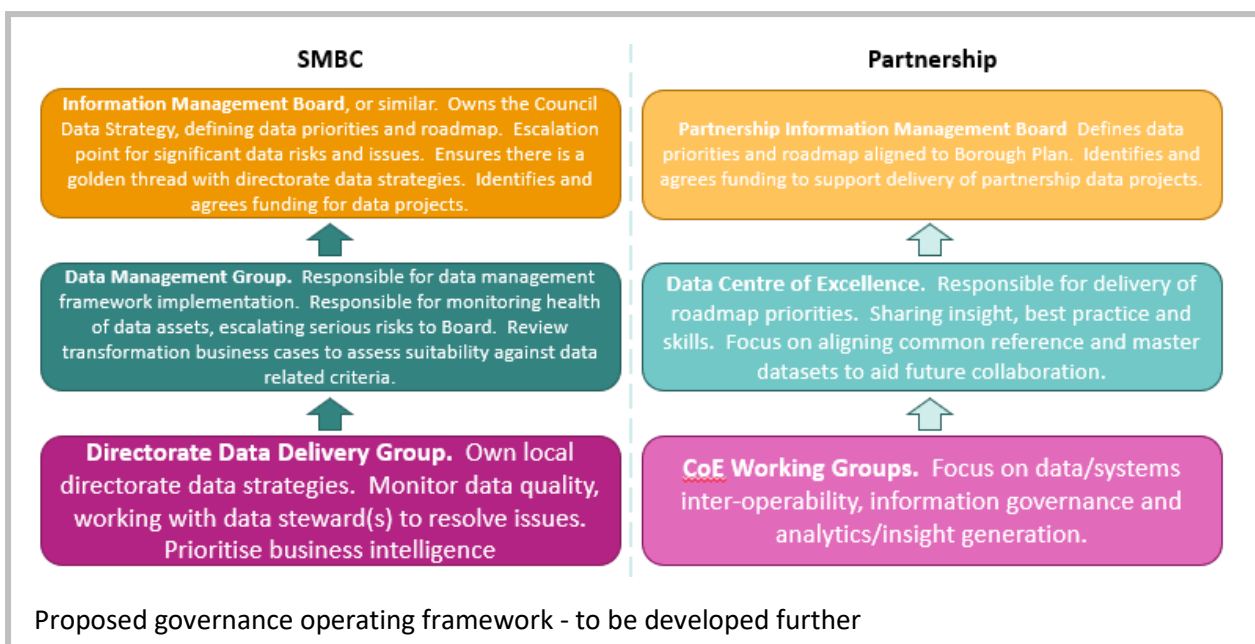 SMBC
Information Management Board, or similar. Owns the Council
Data Strategy, defining data priorities and roadmap. Escalation
point for significant data risks and issues. Ensures there is a
golden thread with directorate data strategies. Identifies and
agrees funding for data projects.
Data Management Group. Responsible for data management
framework implementation. Responsible for monitoring health
of data assets, escalating serious risks to Board. Review
transformation business cases to assess suitability against data
related criteria.
Directorate Data Delivery Group. Own local
directorate data strategies. Monitor data quality,
working with data steward(s) to resolve issues.
Prioritise business intelligence
Partnership
Partnership Information Management Board Defines data
priorities and roadmap aligned to Borough Plan. Identifies and
agrees funding to support delivery of partnership data projects.
Data Centre of Excellence. Responsible for delivery of
roadmap priorities. Sharing insight, best practice and
skills. Focus on aligning common reference and master
datasets to aid future collaboration.
CoE Working Groups. Focus on data/systems
inter-operability, information governance and
analytics/insight generation.
Proposed governance operating framework - to be developed further